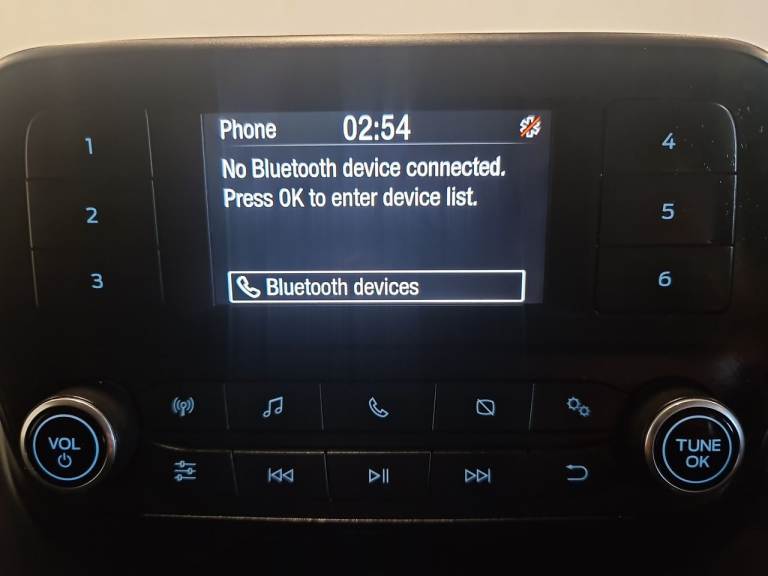 Phone 02:54
No Bluetooth device connected.
Press OK to enter device list.
Bluetooth devices
1
2
3
4
5
6
VOL
TUNE
OK